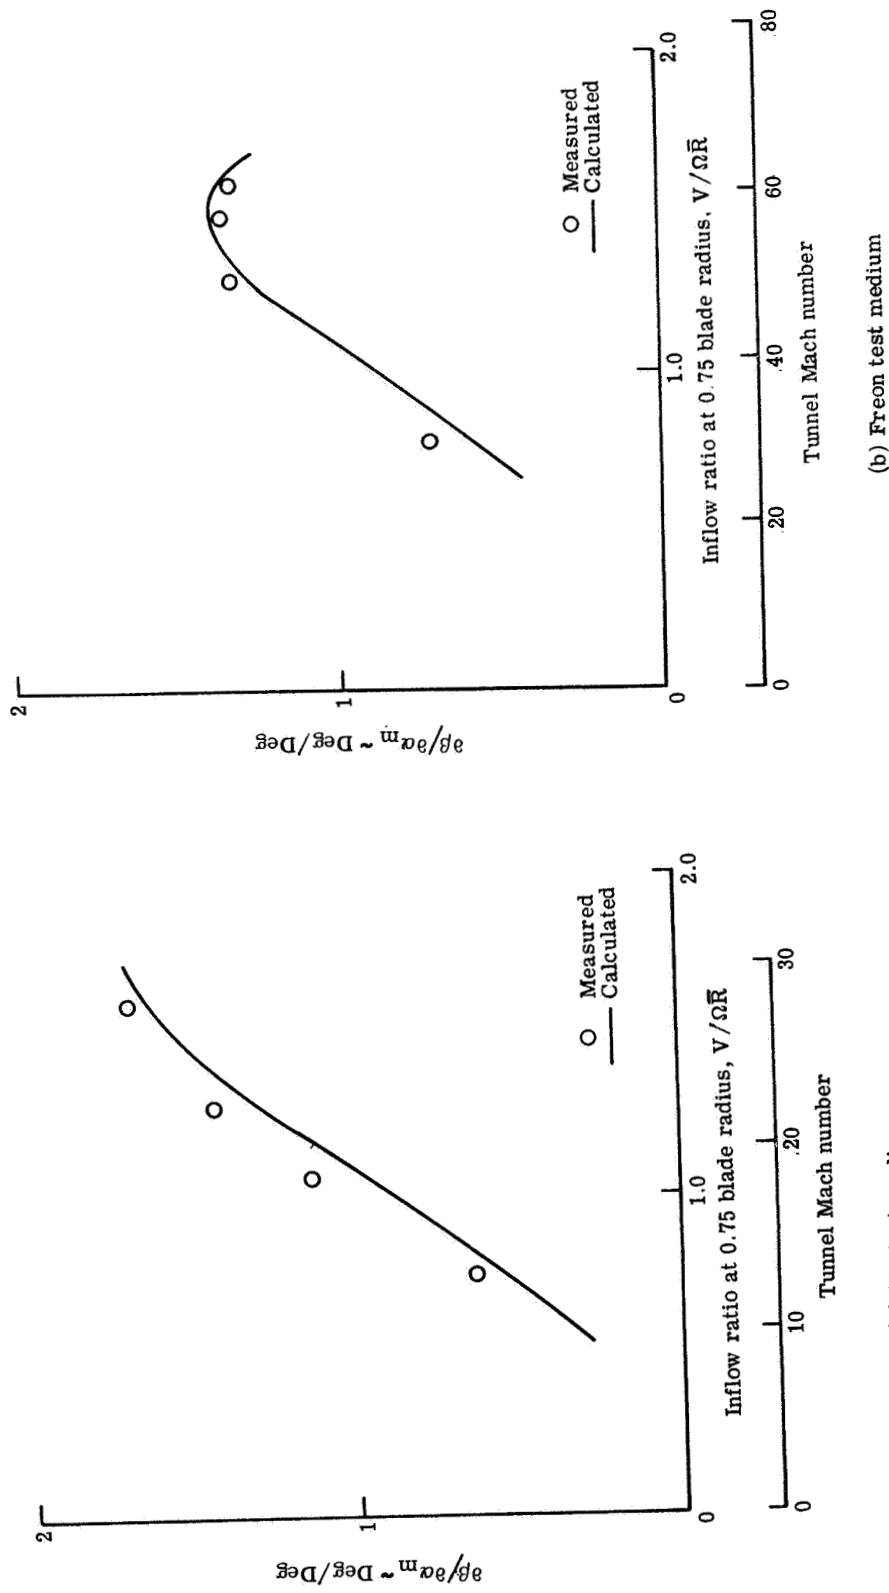 2
1
0
∂β/∂αm ~ Deg/Deg
O Measured
— Calculated
1.0
2.0
Inflow ratio at 0.75 blade radius, V/ΩR̅
0
10
.20
30
Tunnel Mach number
2
1
0
∂β/∂αm ~ Deg/Deg
O Measured
— Calculated
1.0
2.0
Inflow ratio at 0.75 blade radius, V/ΩR̅
0
.20
.40
.60
.80
Tunnel Mach number
(b) Freon test medium